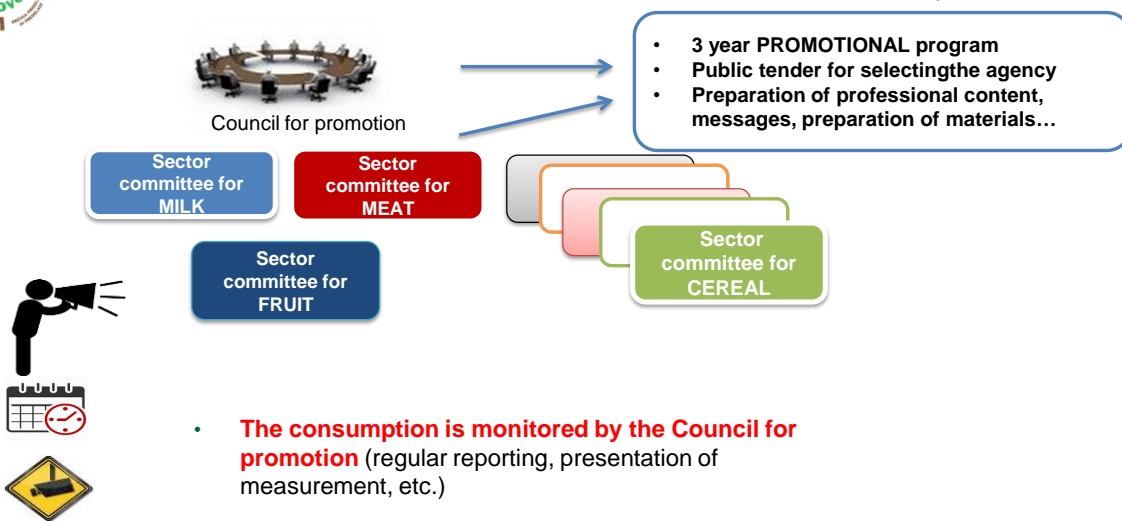 • 3 year PROMOTIONAL program
• Public tender for selectingthe agency
• Preparation of professional content,
messages, preparation of materials…
Council for promotion
Sector
committee for
MILK
Sector
committee for
MEAT
Sector
committee for
FRUIT
Sector
committee for
CEREAL
• The consumption is monitored by the Council for
promotion (regular reporting, presentation of
measurement, etc.)